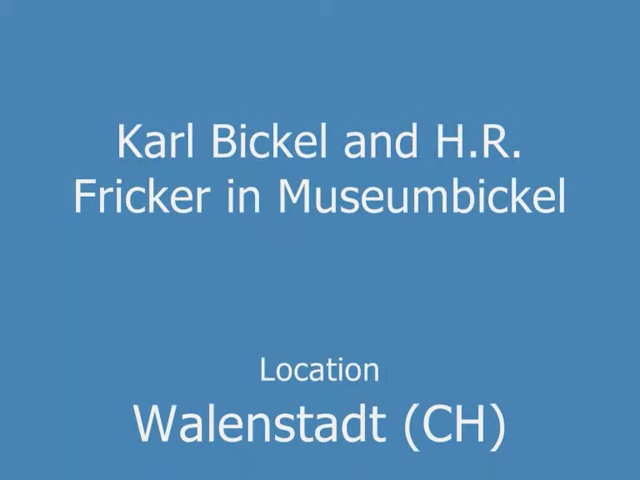 Karl Bickel and H.R.
Fricker in Museumbickel
Location
Walenstadt (CH)